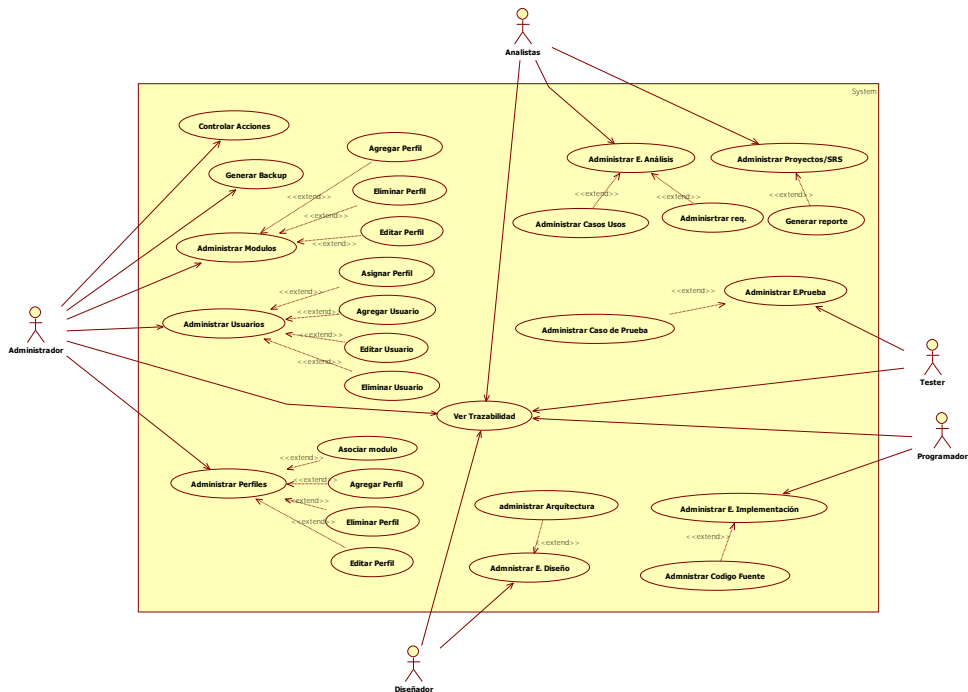 Analistas
System
Controlar Acciones
Agregar Perfil
Administrar E. Análisis
Administrar Proyectos/SRS
Generar Backup
<<extend>>
Eliminar Perfil
<<extend>>
<<extend>>
<<extend>>
<<extend>>
Administrar Casos Usos
Adminisrtrar req.
Generar reporte
Editar Perfil
<<extend>>
Administrar Modulos
Asignar Perfil
<<extend>>
<<extend>>
Administrar E.Prueba
Agregar Usuario
<<extend>>
Administrar Usuarios
Administrar Caso de Prueba
<<extend>>
Editar Usuario
Administrador
<<extend>>
Eliminar Usuario
Tester
Ver Trazabilidad
Asociar modulo
Programador
<<extend>>
Administrar Perfiles
<<extend>>
Agregar Perfil
<<extend>>
administrar Arquitectura
Administrar E. Implementación
Eliminar Perfil
<<extend>>
<<extend>>
<<extend>>
Editar Perfil
Admnistrar E. Diseño
Admnistrar Codigo Fuente
Diseñador